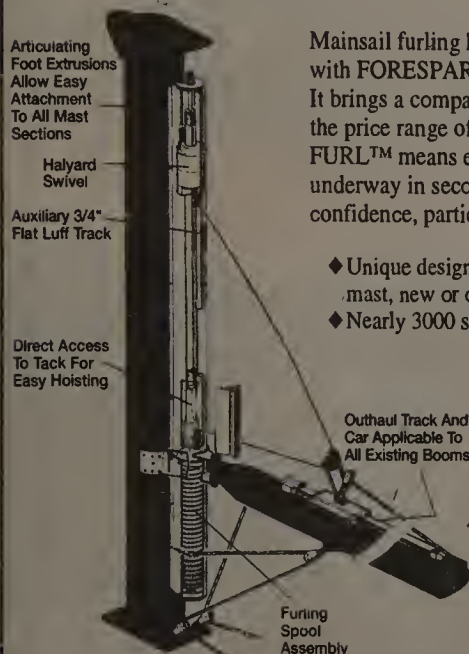 Articulating
Foot Extrusions
Allow Easy
Attachment
To All Mast
Sections
Halyard
Swivel
Auxiliary 3/4"
Flat Luff Track
Direct Access
To Tack For
Easy Hoisting
Mainsail furling
with FORESPAR
It brings a compa
the price range of
FURL™ means e
underway in secon
confidence, partic
◆ Unique design
mast, new or
◆ Nearly 3000 s
Outhaul Track And
Car Applicable To
All Existing Booms
Furling
Spool
Assembly